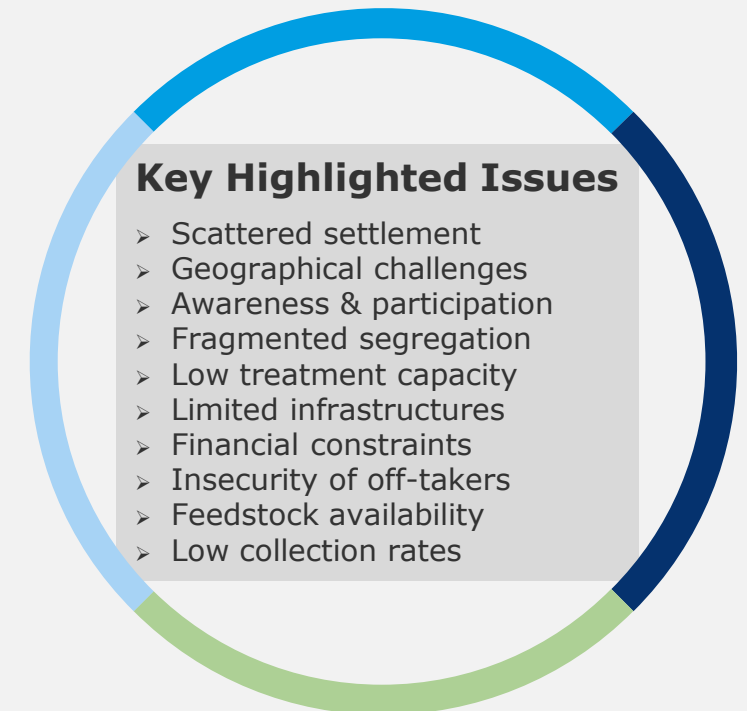 Key Highlighted Issues
➢ Scattered settlement
➢ Geographical challenges
➢ Awareness & participation
➢ Fragmented segregation
➢ Low treatment capacity
➢ Limited infrastructures
➢ Financial constraints
➢ Insecurity of off-takers
➢ Feedstock availability
➢ Low collection rates